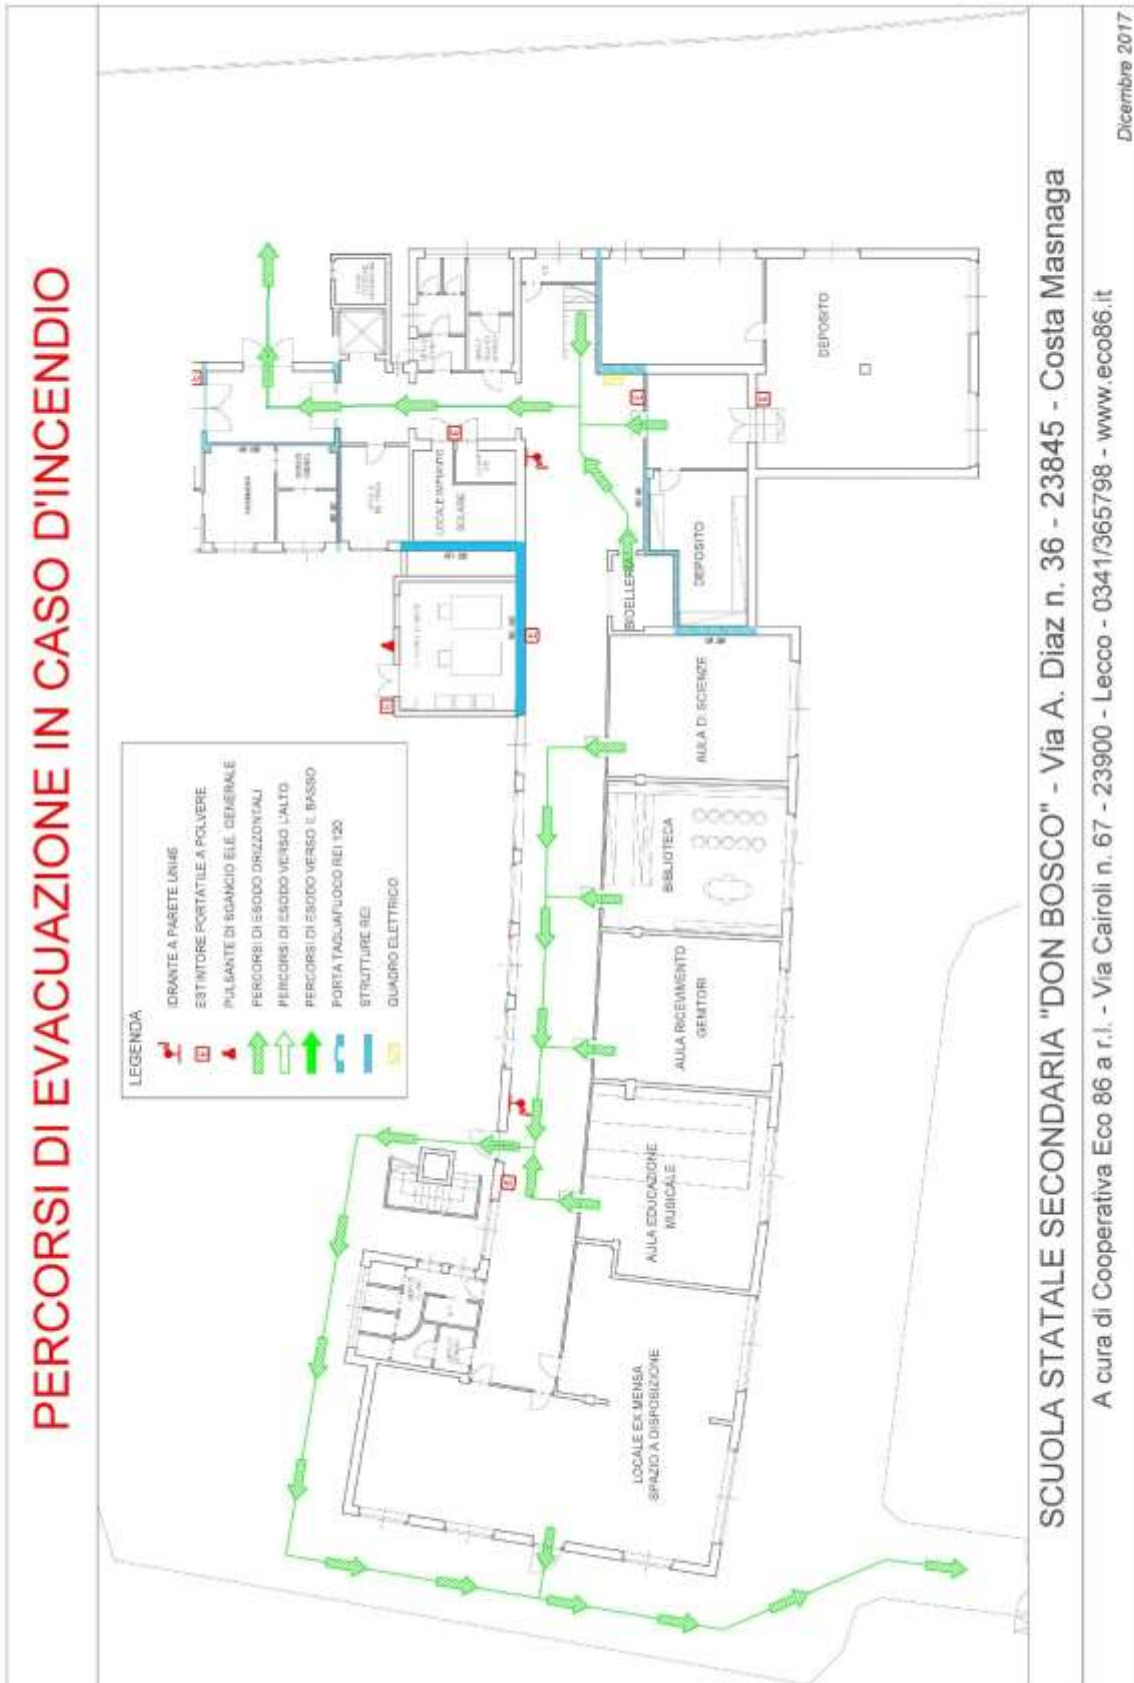 PERCORSI DI EVACUAZIONE IN CASO D'INCENDIO
LEGENDA
IDRANTE A PARETE UNI45
ESTINTORE PORTATILE A POLVERE
PULSANTE DI SGANCIO ELE. GENERALE
PERCORSI DI ESODO ORIZZONTALI
PERCORSI DI ESODO VERSO L'ALTO
PERCORSI DI ESODO VERSO IL BASSO
PORTA TAGLIAFUOCO REI 120
STRUTTURE REI
QUADRO ELETTRICO
LOCALE IMPIANTO
SOLARE
BIDELLERIA
DEPOSITO
DEPOSITO
AULA DI SCIENZE
BIBLIOTECA
AULA RICEVIMENTO
GENITORI
AULA EDUCAZIONE
MUSICALE
LOCALE EX MENSA
SPAZIO A DISPOSIZIONE
SCUOLA STATALE SECONDARIA "DON BOSCO" - Via A. Diaz n. 36 - 23845 - Costa Masnaga
A cura di Cooperativa Eco 86 a r.l. - Via Cairoli n. 67 - 23900 - Lecco - 0341/365798 - www.eco86.it
Dicembre 2017